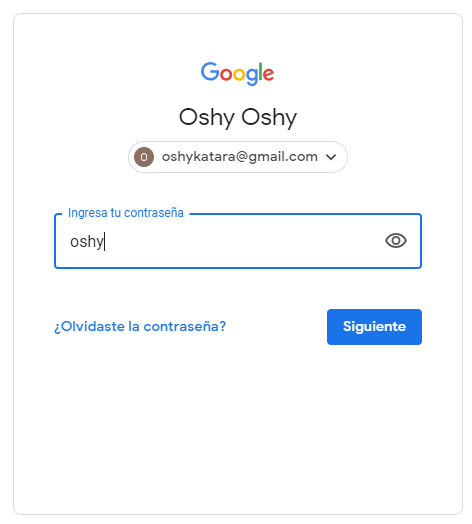 Google
Oshy Oshy
O oshykatara@gmail.com
Ingresa tu contraseña
oshy
¿Olvidaste la contraseña? Siguiente